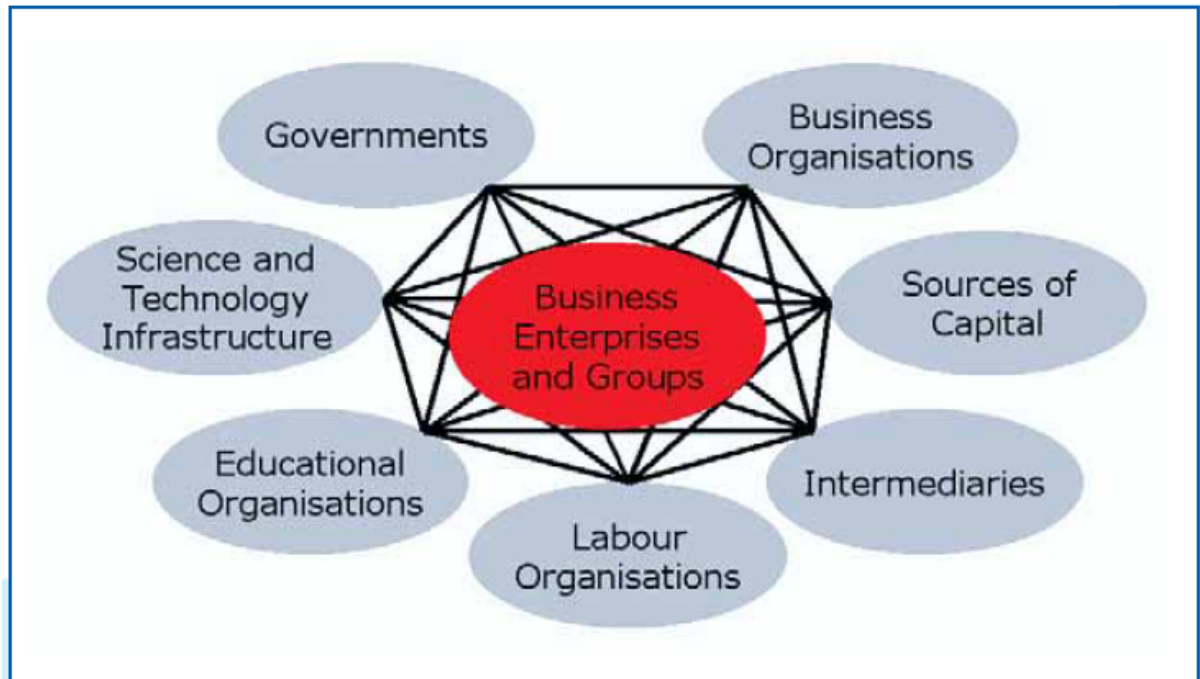 Governments
Business
Organisations
Science and
Technology
Infrastructure
Business
Enterprises
and Groups
Sources of
Capital
Educational
Organisations
Intermediaries
Labour
Organisations